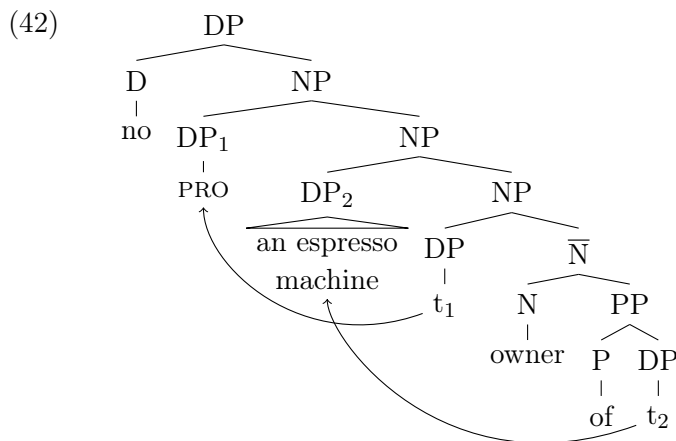 (42) DP
D NP
no DP₁ NP
PRO DP₂ NP
an espresso machine DP N̅
t₁ N PP
owner P DP
of t₂